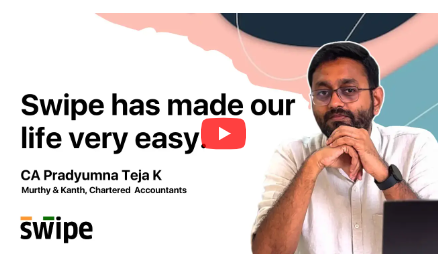 Swipe has made our
life very easy.
CA Pradyumna Teja K
Murthy & Kanth, Chartered Accountants
swipe